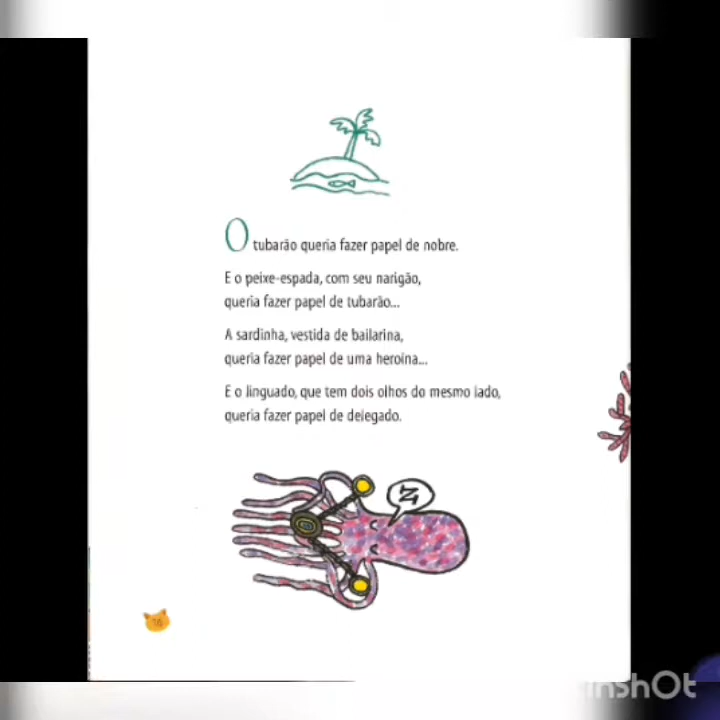 O tubarão queria fazer papel de nobre.
E o peixe-espada, com seu narigão,
queria fazer papel de tubarão...
A sardinha, vestida de bailarina,
queria fazer papel de uma heroína...
E o linguado, que tem dois olhos do mesmo lado,
queria fazer papel de delegado.
Z
16